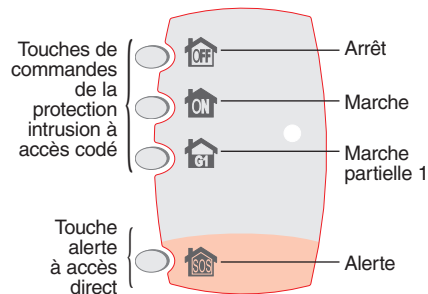 Touches de
commandes
de la
protection
intrusion à
accès codé
OFF
Arrêt
ON
Marche
G1
Marche
partielle 1
Touche
alerte
à accès
direct
SOS
Alerte